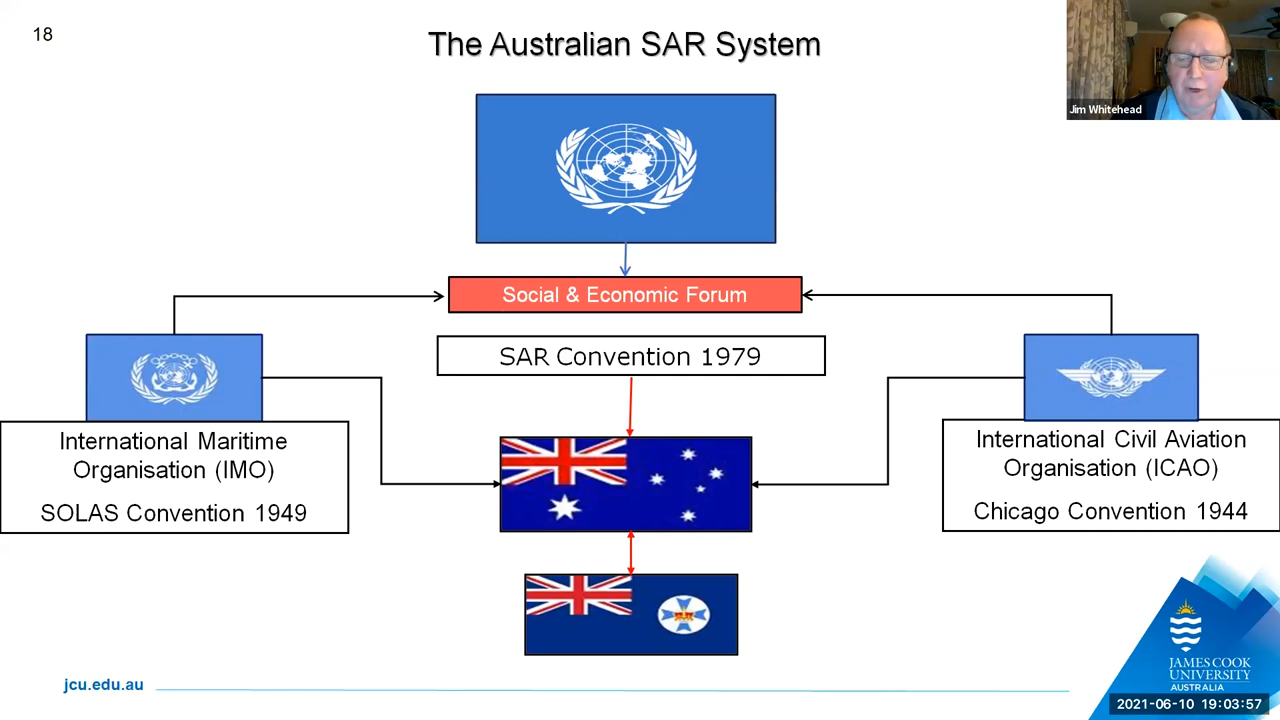 18
The Australian SAR System
Jim Whitehead
Social & Economic Forum
SAR Convention 1979
International Maritime
Organisation (IMO)
SOLAS Convention 1949
International Civil Aviation
Organisation (ICAO)
Chicago Convention 1944
jcu.edu.au
JAMES COOK
UNIVERSITY
AUSTRALIA
2021-06-10 19:03:57